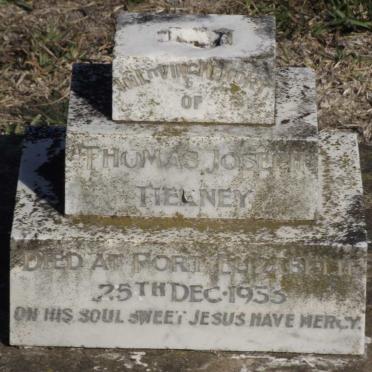 IN LOVING MEMORY
OF
THOMAS JOSEPH
TIERNEY
DIED AT PORT ELIZABETH
25TH DEC. 1955
ON HIS SOUL SWEET JESUS HAVE MERCY.